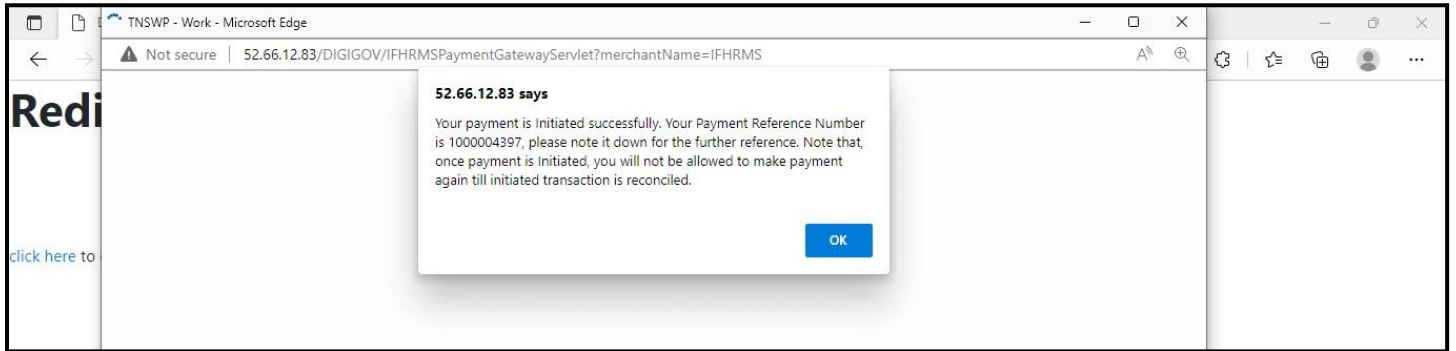 TNSWP - Work - Microsoft Edge
Not secure | 52.66.12.83/DIGIGOV/IFHRMSPaymentGatewayServlet?merchantName=IFHRMS
Redi
52.66.12.83 says
Your payment is Initiated successfully. Your Payment Reference Number
is 1000004397, please note it down for the further reference. Note that,
once payment is Initiated, you will not be allowed to make payment
again till initiated transaction is reconciled.
OK
click here to